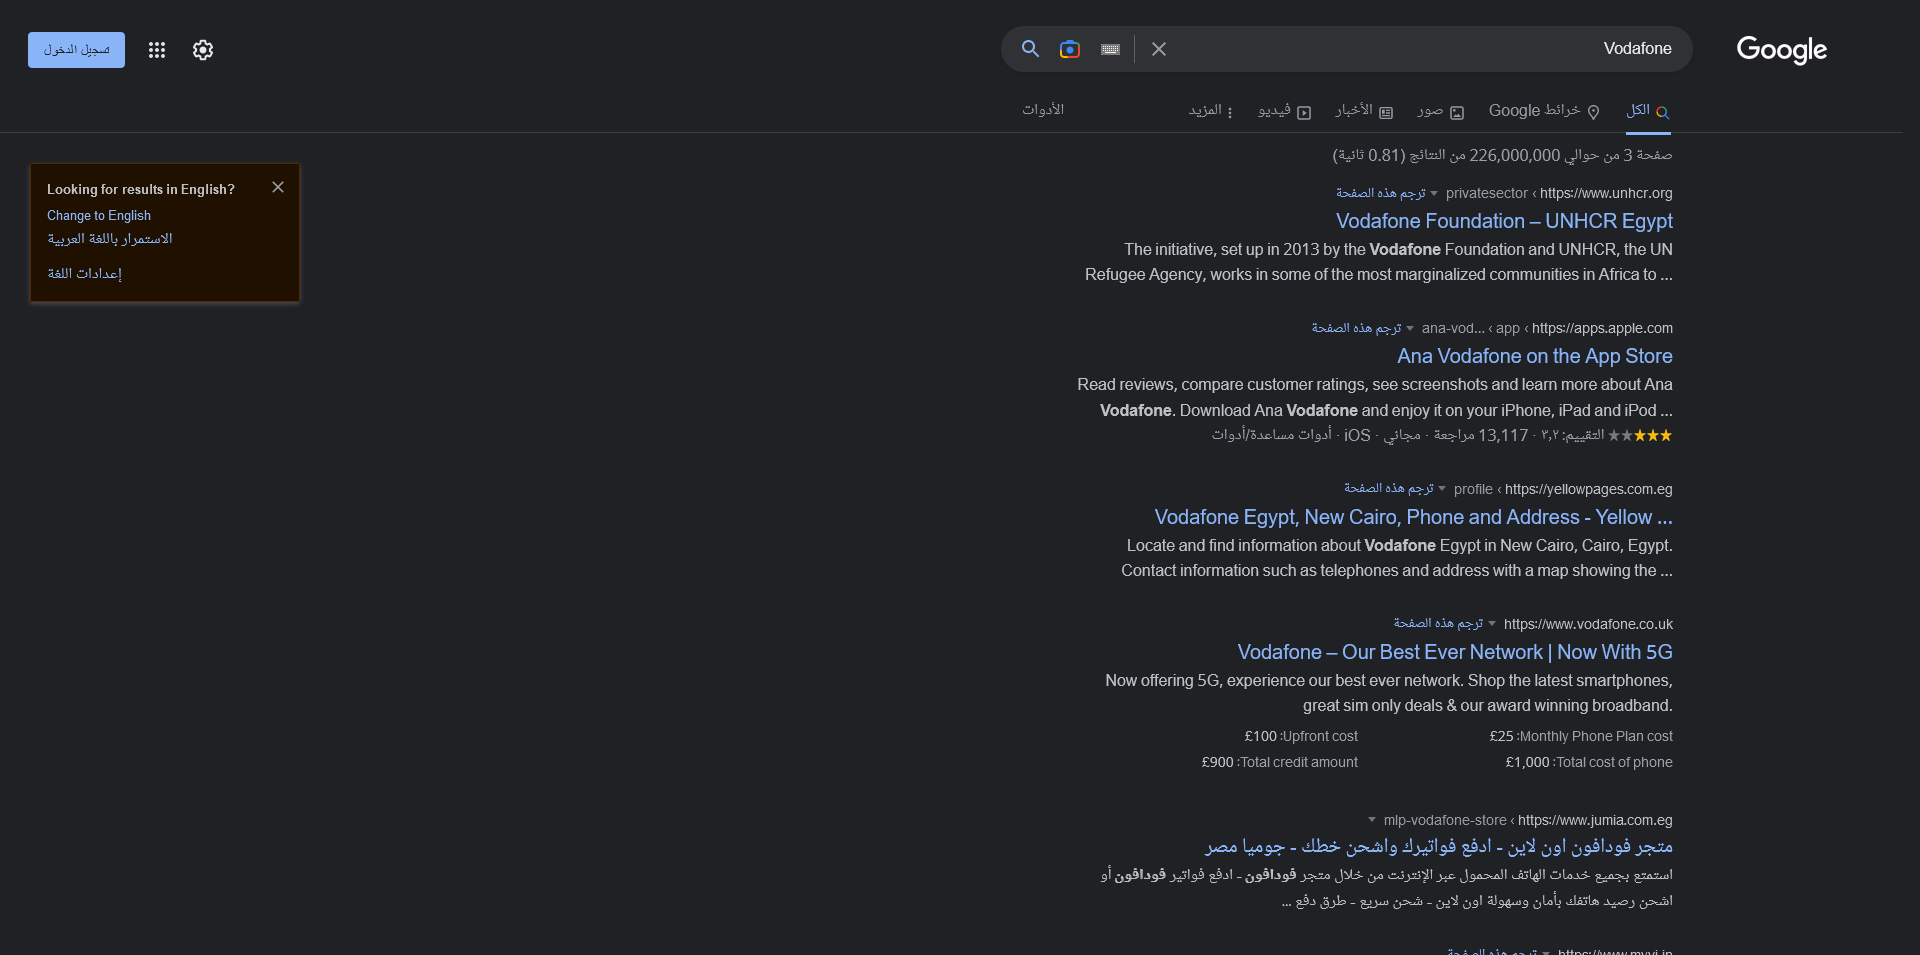 Google
Vodafone
تسجيل الدخول
الكل
خرائط Google
صور
الأخبار
فيديو
المزيد
الأدوات
صفحة 3 من حوالي 226,000,000 من النتائج (0.81 ثانية)
Looking for results in English?
Change to English
الاستمرار باللغة العربية
إعدادات اللغة
https://www.unhcr.org › privatesector ترجم هذه الصفحة
Vodafone Foundation – UNHCR Egypt
The initiative, set up in 2013 by the Vodafone Foundation and UNHCR, the UN
Refugee Agency, works in some of the most marginalized communities in Africa to ...
https://apps.apple.com › app › ana-vod... ترجم هذه الصفحة
Ana Vodafone on the App Store
Read reviews, compare customer ratings, see screenshots and learn more about Ana
Vodafone. Download Ana Vodafone and enjoy it on your iPhone, iPad and iPod ...
التقييم: ٣٫٢ · 13,117 مراجعة · مجاني · iOS · أدوات مساعدة/أدوات
https://yellowpages.com.eg › profile ترجم هذه الصفحة
Vodafone Egypt, New Cairo, Phone and Address - Yellow ...
Locate and find information about Vodafone Egypt in New Cairo, Cairo, Egypt.
Contact information such as telephones and address with a map showing the ...
https://www.vodafone.co.uk ترجم هذه الصفحة
Vodafone – Our Best Ever Network | Now With 5G
Now offering 5G, experience our best ever network. Shop the latest smartphones,
great sim only deals & our award winning broadband.
Monthly Phone Plan cost: £25 Upfront cost: £100
Total cost of phone: £1,000 Total credit amount: £900
https://www.jumia.com.eg › mlp-vodafone-store
متجر فودافون اون لاين - ادفع فواتيرك واشحن خطك - جوميا مصر
استمتع بجميع خدمات الهاتف المحمول عبر الإنترنت من خلال متجر فودافون - ادفع فواتير فودافون أو
اشحن رصيد هاتفك بأمان وسهولة اون لاين - شحن سريع - طرق دفع ...